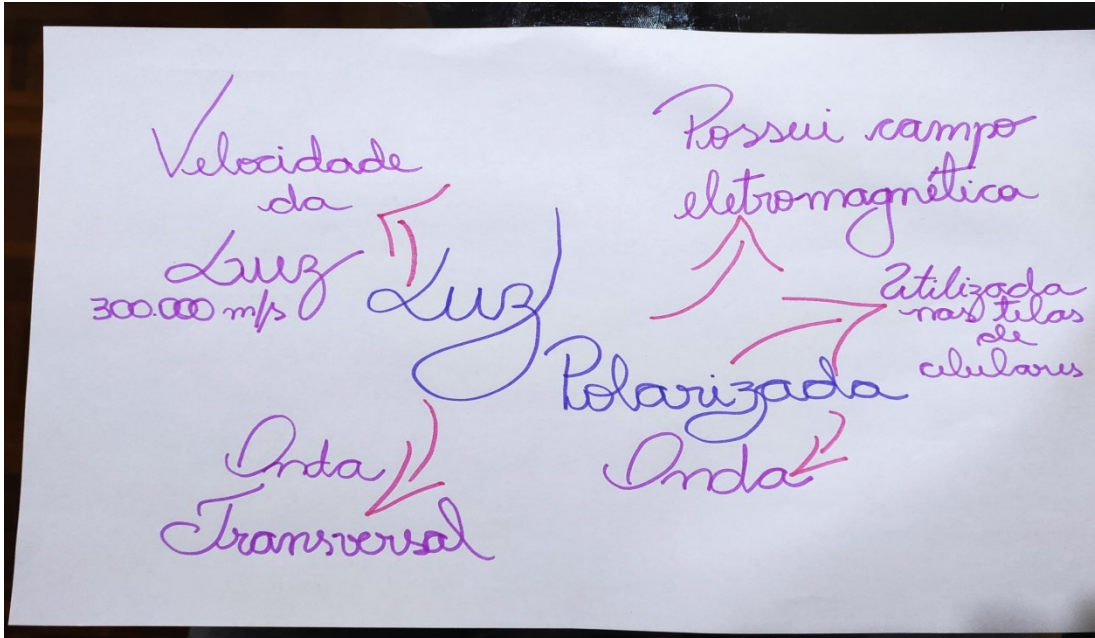 Velocidade
da
Luz
300.000 m/s
Possui campo
eletromagnética
Luz
Polarizada
Utilizada
nas telas
de
celulares
Onda
Transversal
Onda